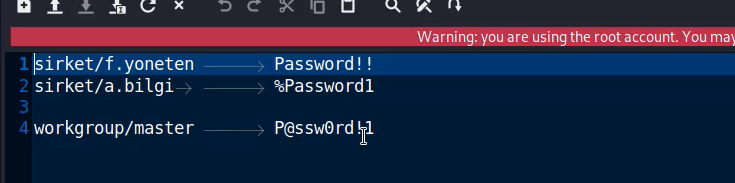 Warning: you are using the root account. You may
1 sirket/f.yoneten Password!!
2 sirket/a.bilgi %Password1
3
4 workgroup/master P@ssw0rd!1